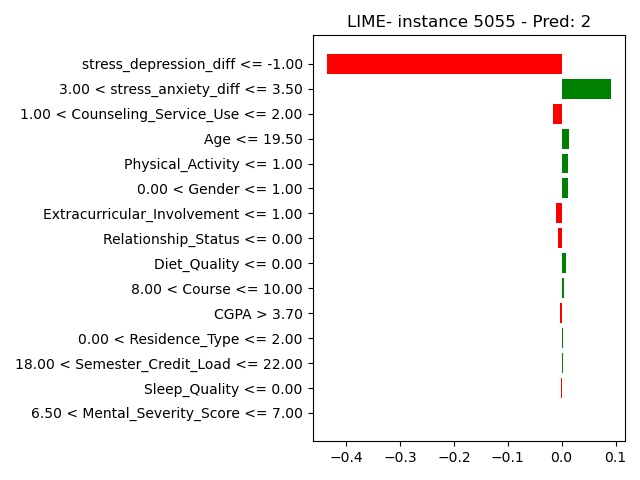 LIME- instance 5055 - Pred: 2
stress_depression_diff <= -1.00
3.00 < stress_anxiety_diff <= 3.50
1.00 < Counseling_Service_Use <= 2.00
Age <= 19.50
Physical_Activity <= 1.00
0.00 < Gender <= 1.00
Extracurricular_Involvement <= 1.00
Relationship_Status <= 0.00
Diet_Quality <= 0.00
8.00 < Course <= 10.00
CGPA > 3.70
0.00 < Residence_Type <= 2.00
18.00 < Semester_Credit_Load <= 22.00
Sleep_Quality <= 0.00
6.50 < Mental_Severity_Score <= 7.00
−0.4 −0.3 −0.2 −0.1 0.0 0.1